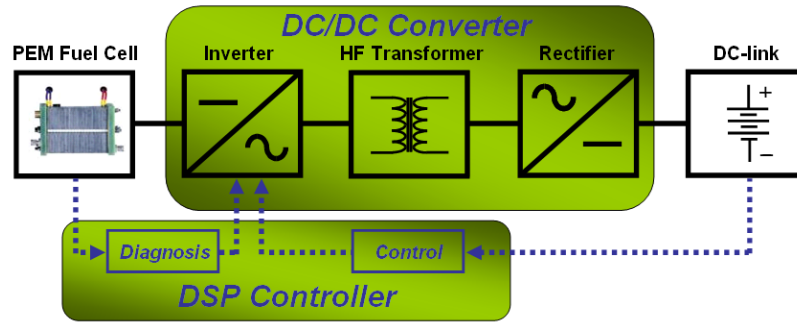 DC/DC Converter
PEM Fuel Cell
Inverter
HF Transformer
Rectifier
DC-link
+
−
Diagnosis
Control
DSP Controller